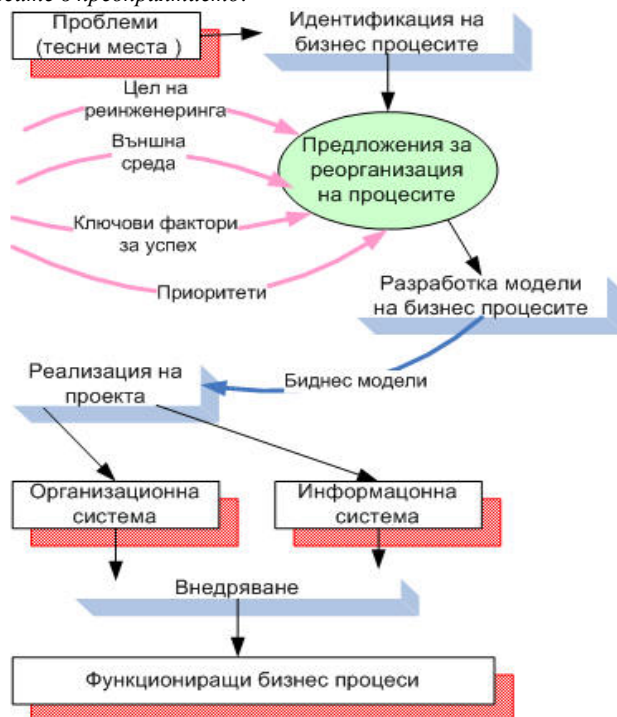 Проблеми
(тесни места )
Идентификация на
бизнес процесите
Цел на
реинженеринга
Външна
среда
Ключови фактори
за успех
Приоритети
Предложения за
реорганизация
на процесите
Разработка модели
на бизнес процесите
Биднес модели
Реализация на
проекта
Организационна
система
Информацонна
система
Внедряване
Функциониращи бизнес процеси